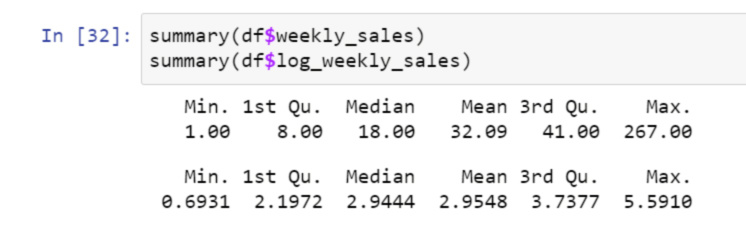 In [32]: summary(df$weekly_sales)
summary(df$log_weekly_sales)
Min. 1st Qu. Median Mean 3rd Qu. Max.
1.00 8.00 18.00 32.09 41.00 267.00
Min. 1st Qu. Median Mean 3rd Qu. Max.
0.6931 2.1972 2.9444 2.9548 3.7377 5.5910